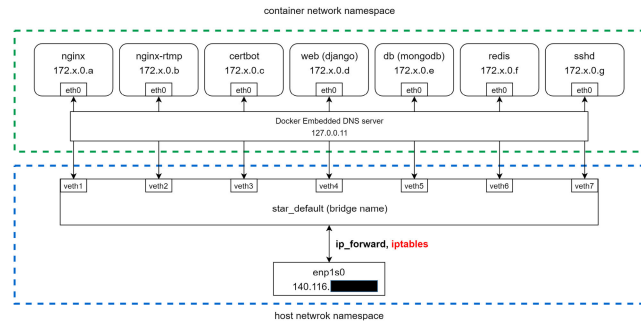 container network namespace
nginx nginx-rtmp certbot web (django) db (mongodb) redis sshd
172.x.0.a 172.x.0.b 172.x.0.c 172.x.0.d 172.x.0.e 172.x.0.f 172.x.0.g
eth0 eth0 eth0 eth0 eth0 eth0 eth0
Docker Embedded DNS server
127.0.0.11
veth1 veth2 veth3 veth4 veth5 veth6 veth7
star_default (bridge name)
ip_forward, iptables
enp1s0
140.116.
host netwrok namespace